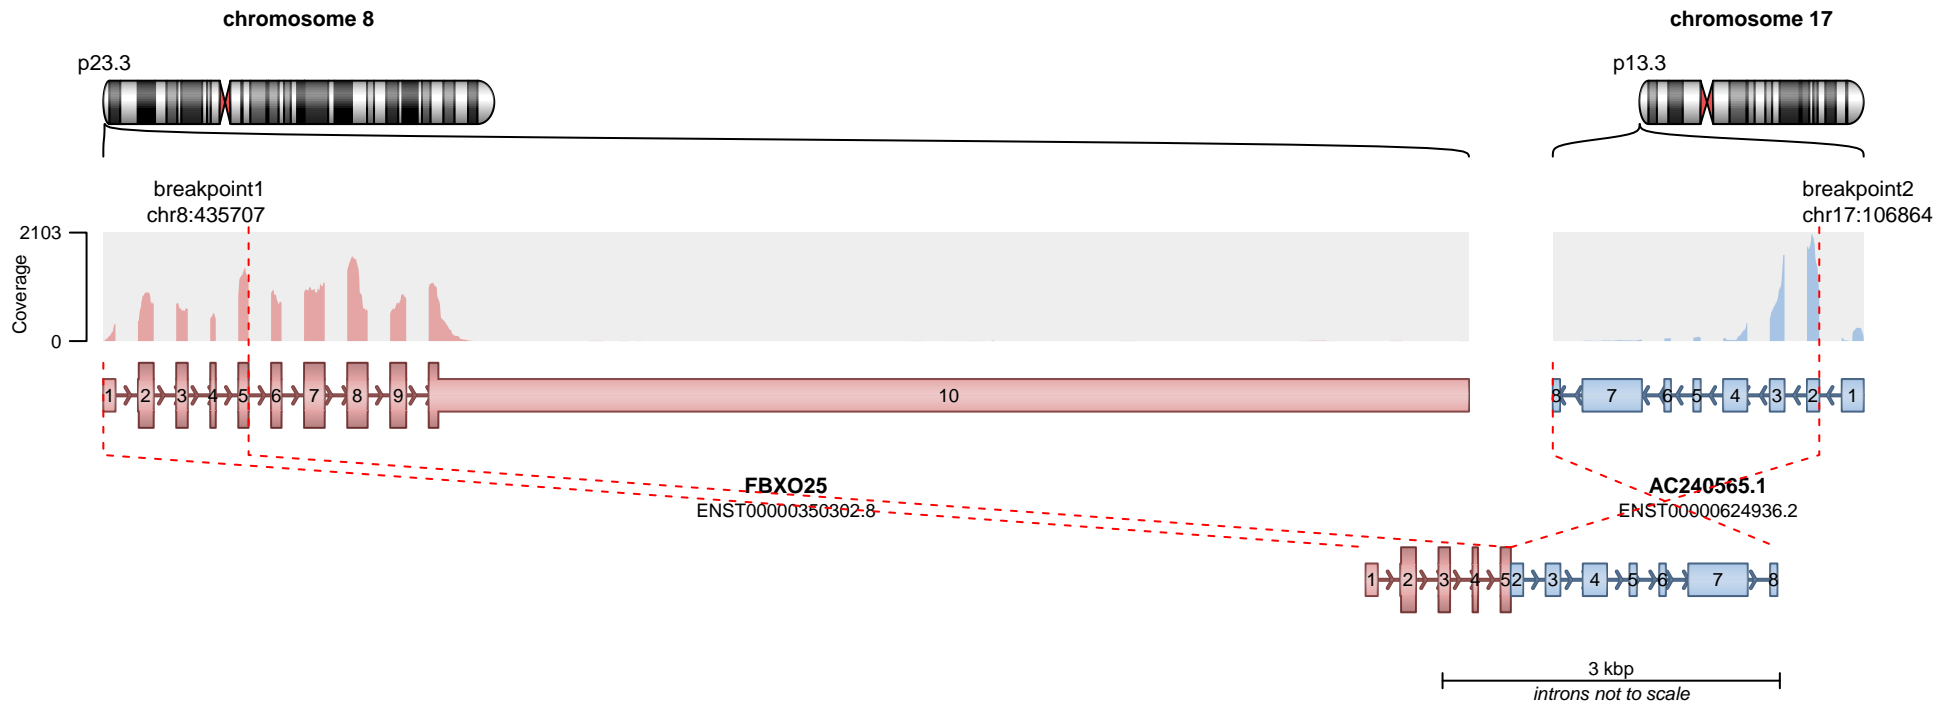 chromosome 8
chromosome 17
p23.3
p13.3
breakpoint1
chr8:435707
breakpoint2
chr17:106864
2103
Coverage
0
1 2 3 4 5 6 7 8 9 10
8 7 6 5 4 3 2 1
FBXO25
ENST00000350302.8
AC240565.1
ENST00000624936.2
1 2 3 4 5 2 3 4 5 6 7 8
3 kbp
introns not to scale